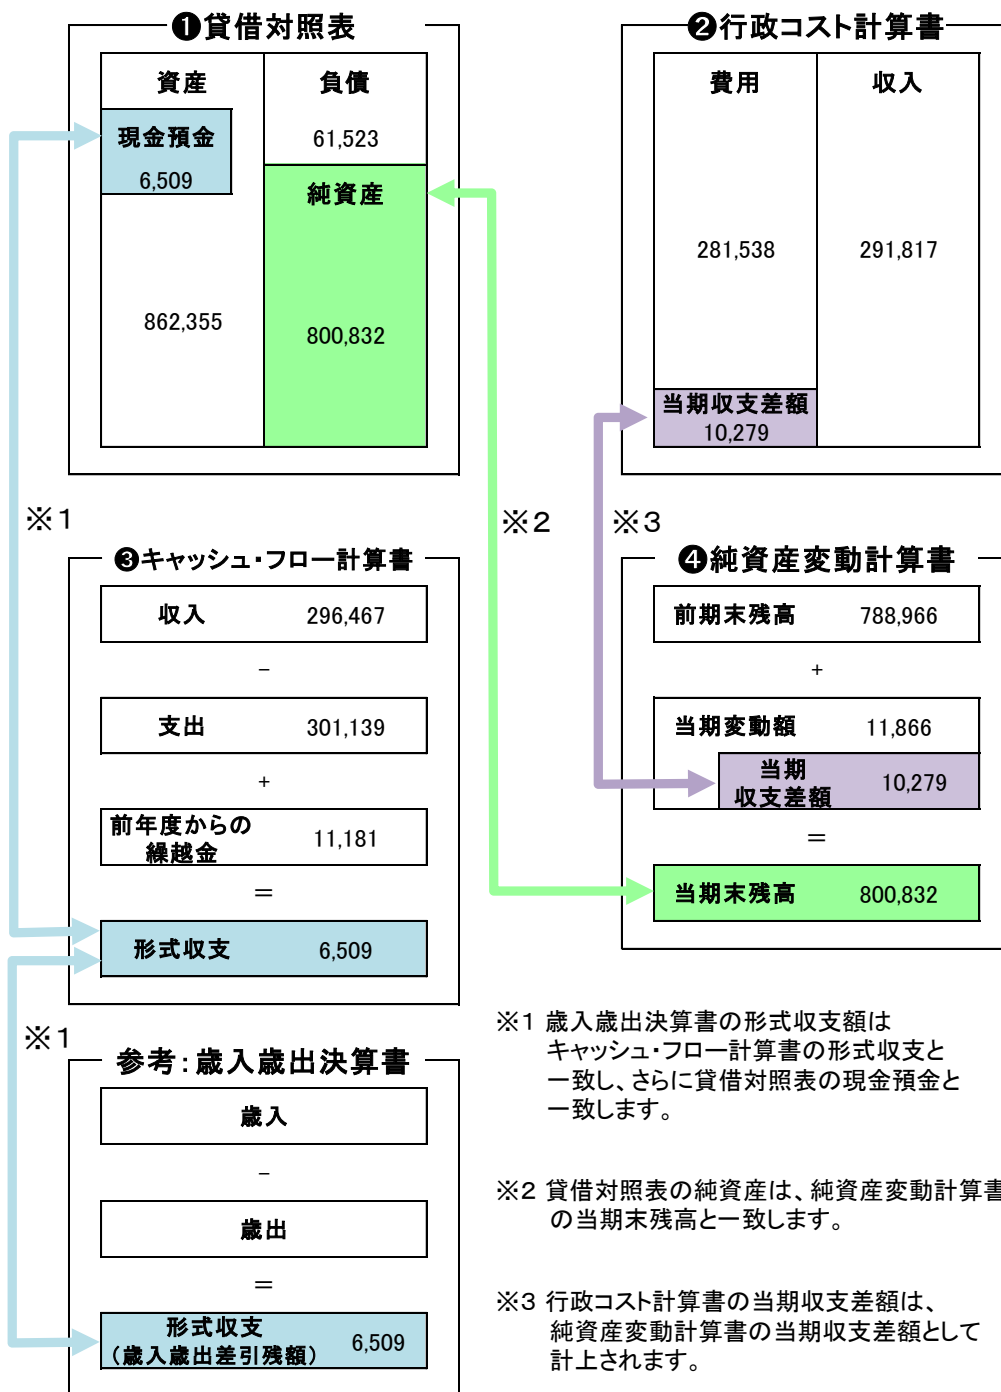 ❶貸借対照表
資産
負債
現金預金
6,509
61,523
純資産
862,355
800,832
❷行政コスト計算書
費用
収入
281,538
291,817
当期収支差額
10,279
※1
※2
※3
❸キャッシュ・フロー計算書
収入 296,467
−
支出 301,139
+
前年度からの
繰越金
11,181
＝
形式収支 6,509
❹純資産変動計算書
前期末残高 788,966
+
当期変動額 11,866
当期
収支差額
10,279
＝
当期末残高 800,832
※1
参考：歳入歳出決算書
歳入
−
歳出
＝
形式収支
（歳入歳出差引残額）
6,509
※1 歳入歳出決算書の形式収支額は
キャッシュ・フロー計算書の形式収支と
一致し、さらに貸借対照表の現金預金と
一致します。
※2 貸借対照表の純資産は、純資産変動計算書
の当期末残高と一致します。
※3 行政コスト計算書の当期収支差額は、
純資産変動計算書の当期収支差額として
計上されます。